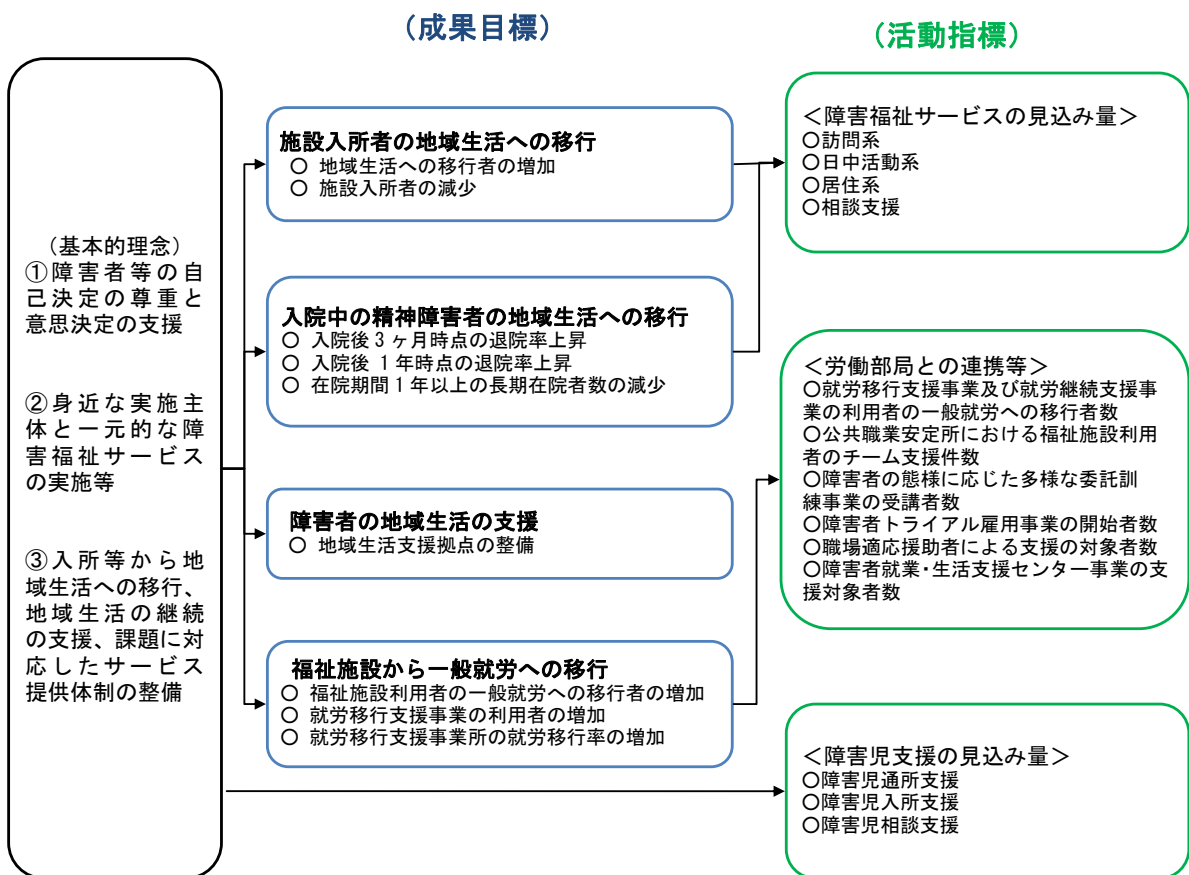 (成果目標)
(活動指標)
(基本的理念)
①障害者等の自
己決定の尊重と
意思決定の支援
②身近な実施主
体と一元的な障
害福祉サービス
の実施等
③入所等から地
域生活への移行、
地域生活の継続
の支援、課題に対
応したサービス
提供体制の整備
施設入所者の地域生活への移行
○ 地域生活への移行者の増加
○ 施設入所者の減少
入院中の精神障害者の地域生活への移行
○ 入院後3ヶ月時点の退院率上昇
○ 入院後 1年時点の退院率上昇
○ 在院期間1年以上の長期在院者数の減少
障害者の地域生活の支援
○ 地域生活支援拠点の整備
福祉施設から一般就労への移行
○ 福祉施設利用者の一般就労への移行者の増加
○ 就労移行支援事業の利用者の増加
○ 就労移行支援事業所の就労移行率の増加
<障害福祉サービスの見込み量>
○訪問系
○日中活動系
○居住系
○相談支援
<労働部局との連携等>
○就労移行支援事業及び就労継続支援事
業の利用者の一般就労への移行者数
○公共職業安定所における福祉施設利用
者のチーム支援件数
○障害者の態様に応じた多様な委託訓
練事業の受講者数
○障害者トライアル雇用事業の開始者数
○職場適応援助者による支援の対象者数
○障害者就業・生活支援センター事業の支
援対象者数
<障害児支援の見込み量>
○障害児通所支援
○障害児入所支援
○障害児相談支援